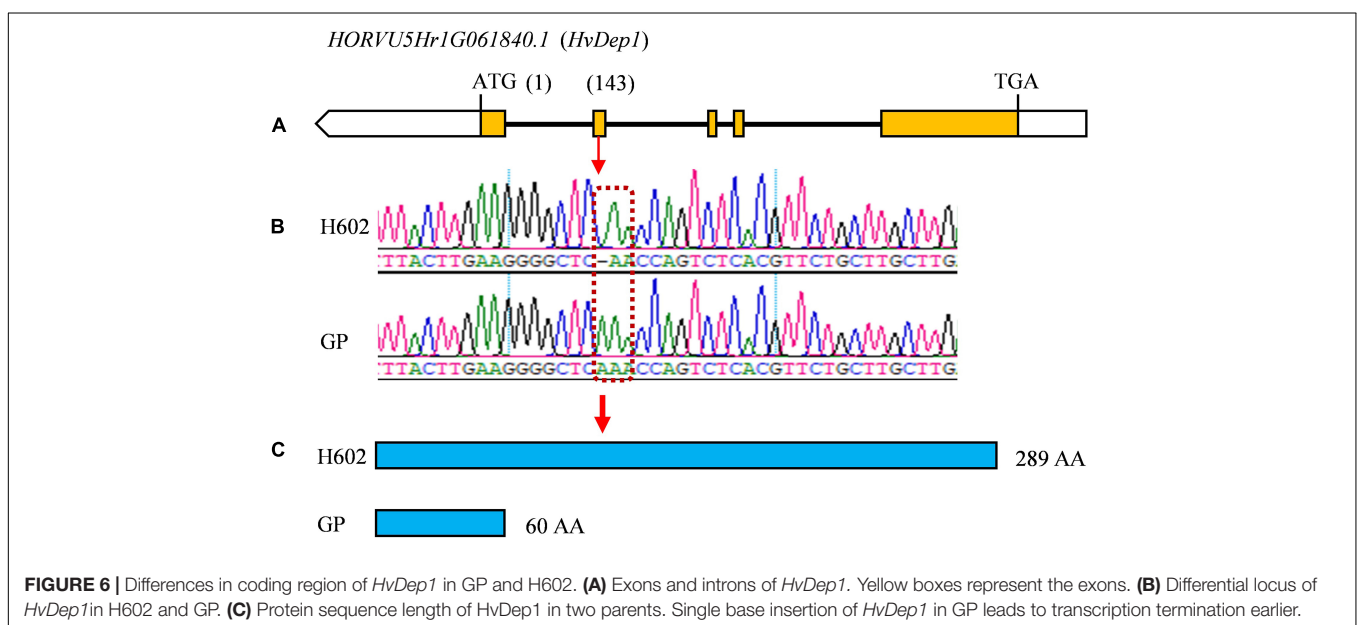 HORVU5Hr1G061840.1 (HvDep1)
ATG (1) (143) TGA
A
B
H602
TTACTTGAAGGGGCTC-AACCAGTCTCACGTTCTGCTTGCTTG
GP
TTACTTGAAGGGGCTCAAACCAGTCTCACGTTCTGCTTGCTTG
C
H602 289 AA
GP 60 AA
FIGURE 6 | Differences in coding region of HvDep1 in GP and H602. (A) Exons and introns of HvDep1. Yellow boxes represent the exons. (B) Differential locus of
HvDep1in H602 and GP. (C) Protein sequence length of HvDep1 in two parents. Single base insertion of HvDep1 in GP leads to transcription termination earlier.